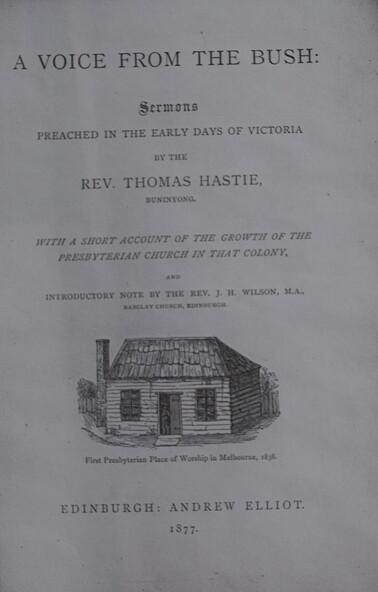 A VOICE FROM THE BUSH:
Sermons
PREACHED IN THE EARLY DAYS OF VICTORIA
BY THE
REV. THOMAS HASTIE,
BUNINYONG.
WITH A SHORT ACCOUNT OF THE GROWTH OF THE
PRESBYTERIAN CHURCH IN THAT COLONY,
AND
INTRODUCTORY NOTE BY THE REV. J. H. WILSON, M.A.,
BARCLAY CHURCH, EDINBURGH.
First Presbyterian Place of Worship in Melbourne, 1838.
EDINBURGH: ANDREW ELLIOT.
1877.